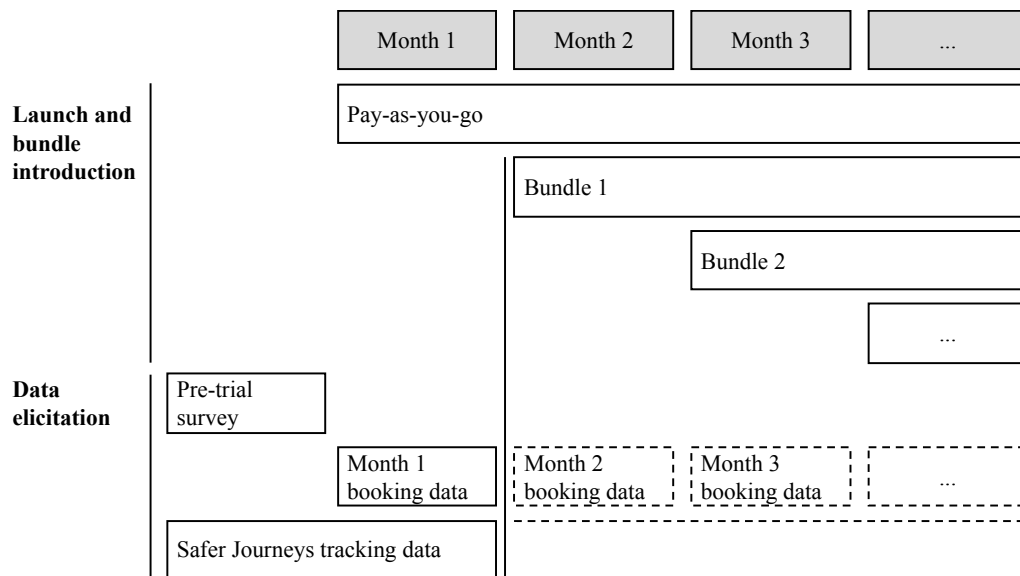 Month 1
Month 2
Month 3
...
Launch and
bundle
introduction
Pay-as-you-go
Bundle 1
Bundle 2
...
Data
elicitation
Pre-trial
survey
Month 1
booking data
Month 2
booking data
Month 3
booking data
...
Safer Journeys tracking data